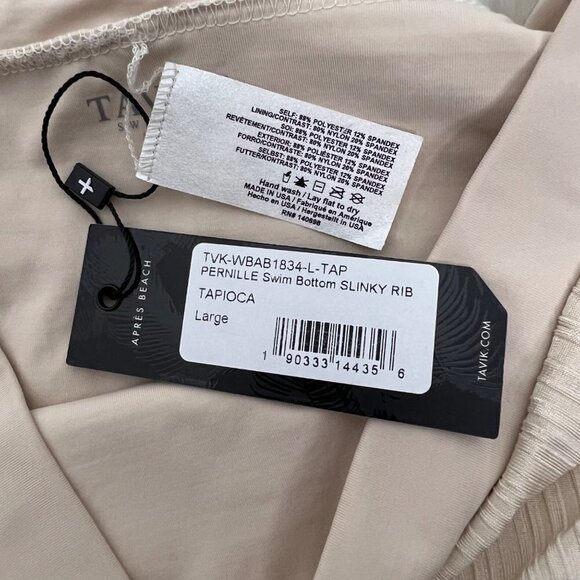 TAV
SELF: 88% POLYESTER 12% SPANDEX
LINING/CONTRAST: 80% NYLON 20% SPANDEX
SOI: 88% POLYESTER 12% SPANDEX
REVÊTEMENT/CONTRAST: 80% NYLON 20% SPANDEX
EXTERIOR: 88% POLYESTER 12% SPANDEX
FORRO/CONTRASTO: 80% NYLON 20% SPANDEX
SELBST: 88% POLYESTER 12% SPANDEX
FUTTER/KONTRAST: 80% NYLON 20% SPANDEX
Hand wash / Lay flat to dry
MADE IN USA / Fabriqué en Amérique
Hecho en USA / Hergestellt in USA
RN# 140898
APRÈS BEACH
TVK-WBAB1834-L-TAP
PERNILLE Swim Bottom SLINKY RIB
TAPIOCA
Large
1 90333 14435 6
TAVIK.COM